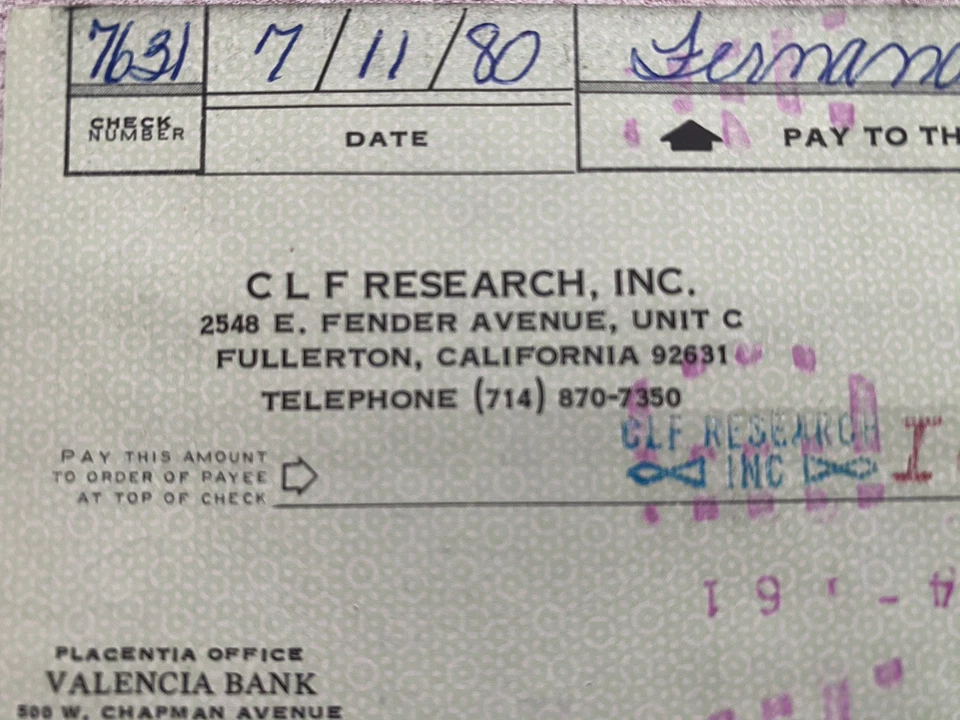 7631 7/11/80 Fernand
CHECK NUMBER DATE PAY TO TH
C L F RESEARCH, INC.
2548 E. FENDER AVENUE, UNIT C
FULLERTON, CALIFORNIA 92631
TELEPHONE (714) 870-7350
CLF RESEARCH
INC
PAY THIS AMOUNT
TO ORDER OF PAYEE
AT TOP OF CHECK
PLACENTIA OFFICE
VALENCIA BANK
500 W. CHAPMAN AVENUE